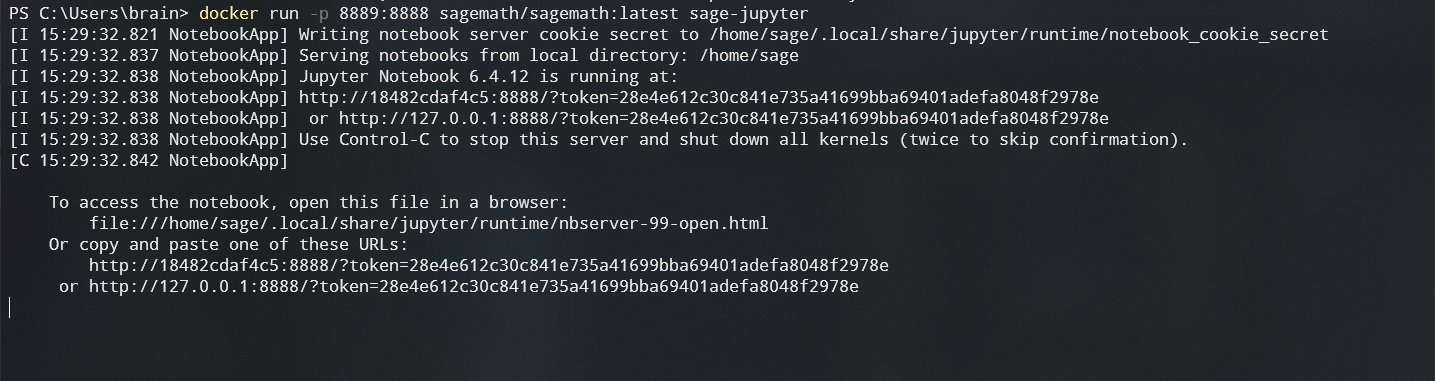 PS C:\Users\brain> docker run -p 8889:8888 sagemath/sagemath:latest sage-jupyter
[I 15:29:32.821 NotebookApp] Writing notebook server cookie secret to /home/sage/.local/share/jupyter/runtime/notebook_cookie_secret
[I 15:29:32.837 NotebookApp] Serving notebooks from local directory: /home/sage
[I 15:29:32.838 NotebookApp] Jupyter Notebook 6.4.12 is running at:
[I 15:29:32.838 NotebookApp] http://18482cdaf4c5:8888/?token=28e4e612c30c841e735a41699bba69401adefa8048f2978e
[I 15:29:32.838 NotebookApp]  or http://127.0.0.1:8888/?token=28e4e612c30c841e735a41699bba69401adefa8048f2978e
[I 15:29:32.838 NotebookApp] Use Control-C to stop this server and shut down all kernels (twice to skip confirmation).
[C 15:29:32.842 NotebookApp]
To access the notebook, open this file in a browser:
file:///home/sage/.local/share/jupyter/runtime/nbserver-99-open.html
Or copy and paste one of these URLs:
http://18482cdaf4c5:8888/?token=28e4e612c30c841e735a41699bba69401adefa8048f2978e
or http://127.0.0.1:8888/?token=28e4e612c30c841e735a41699bba69401adefa8048f2978e